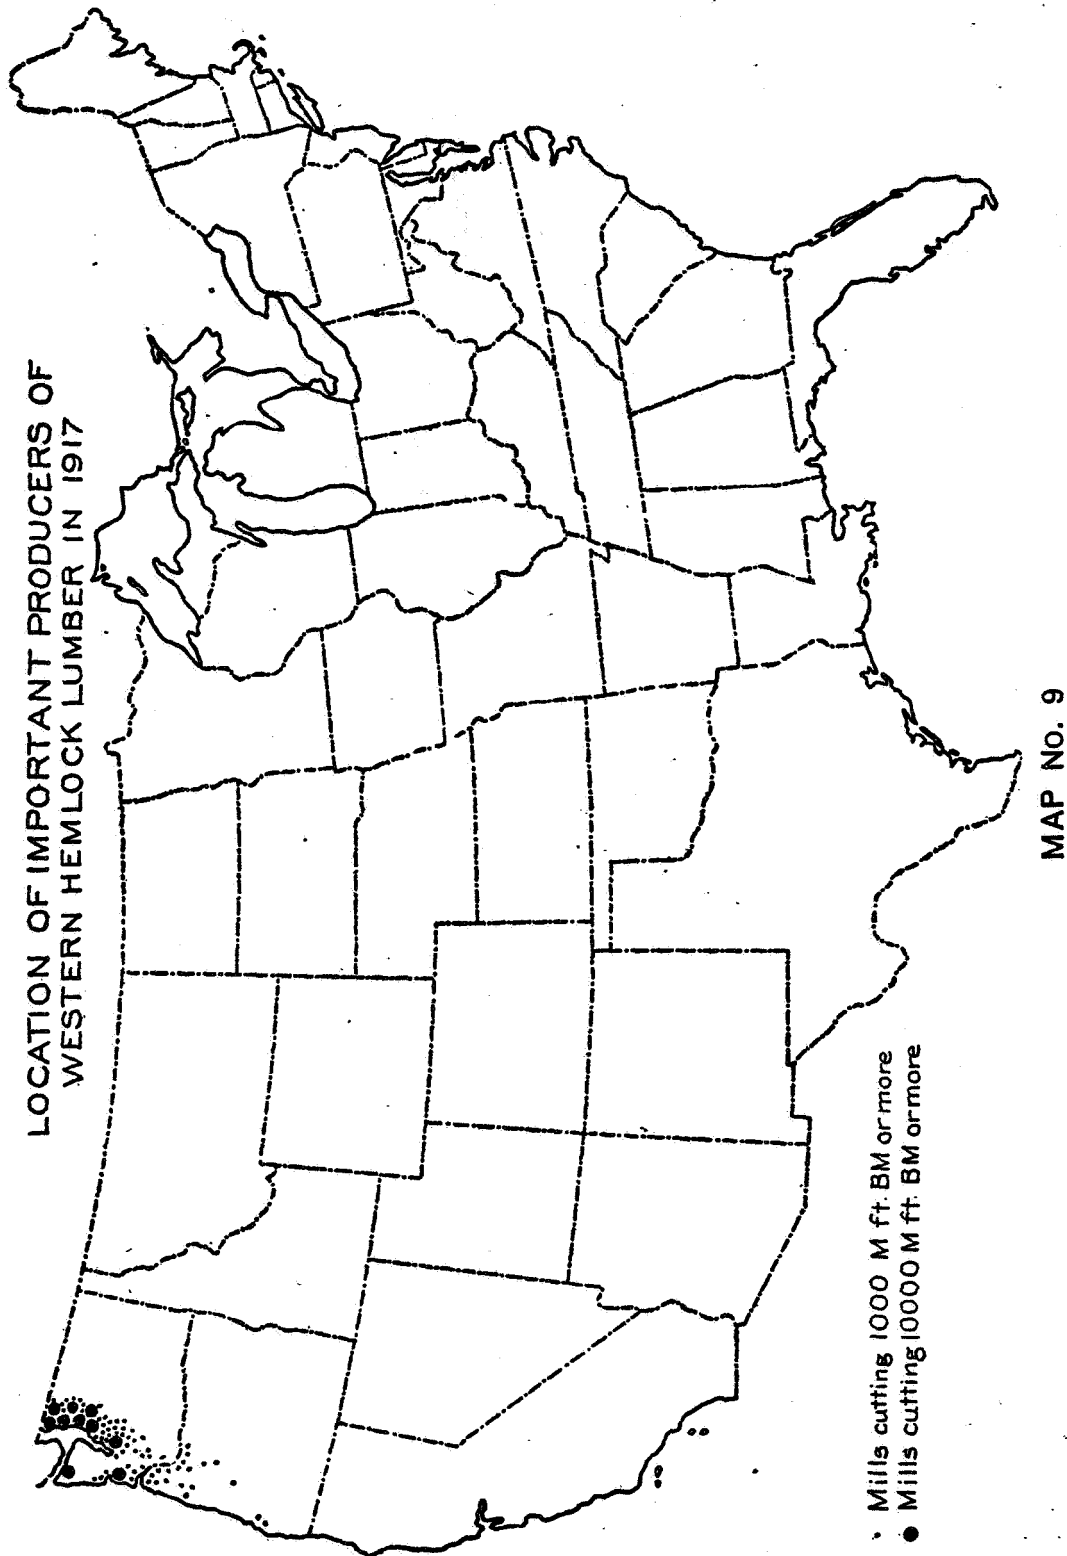 LOCATION OF IMPORTANT PRODUCERS OF
WESTERN HEMLOCK LUMBER IN 1917
Mills cutting 1000 M ft. BM or more
Mills cutting 10000 M ft. BM or more
MAP No. 9